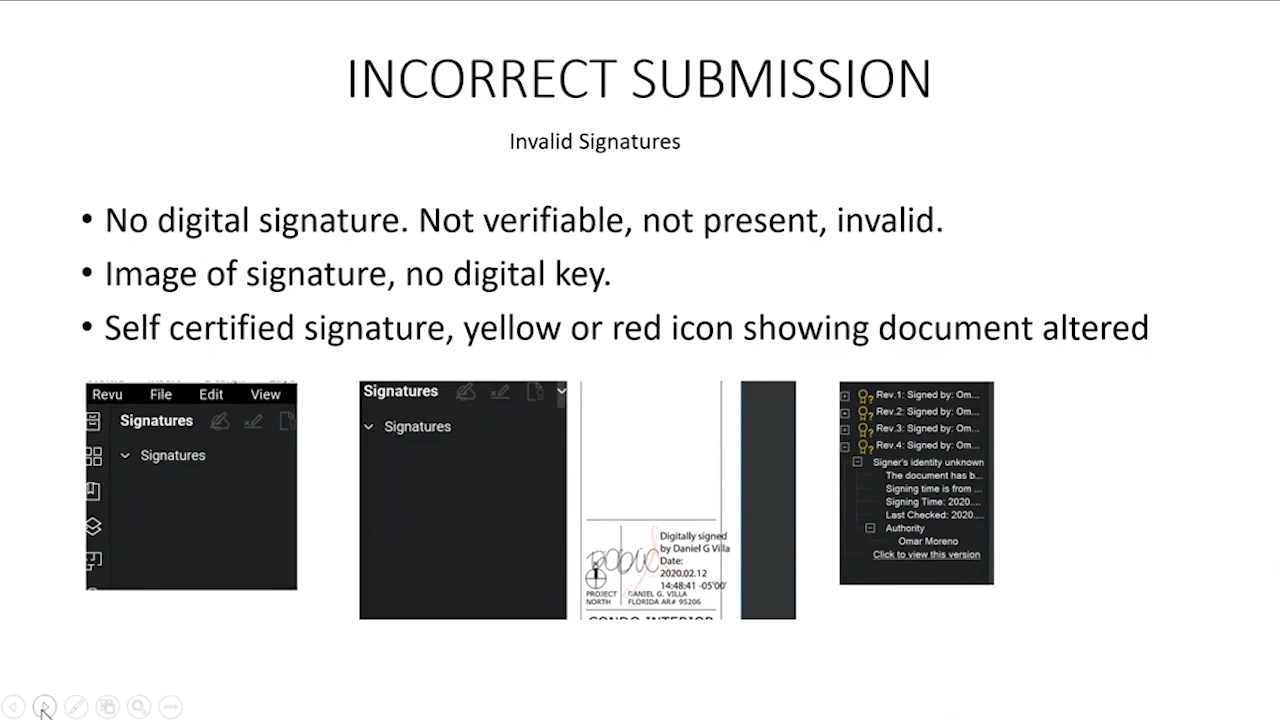 INCORRECT SUBMISSION
Invalid Signatures
• No digital signature. Not verifiable, not present, invalid.
• Image of signature, no digital key.
• Self certified signature, yellow or red icon showing document altered
Revu File Edit View
Signatures
Signatures
Signatures
Signatures
Digitally signed
by Daniel G Villa
Date:
2020.02.12
14:48:41 -05'00'
PROJECT
NORTH
DANIEL G. VILLA
FLORIDA AR# 95206
CONDO INTERIOR
Rev.1: Signed by: Om...
Rev.2: Signed by: Om...
Rev.3: Signed by: Om...
Rev.4: Signed by: Om...
Signer's identity unknown
The document has b...
Signing time is from ...
Signing Time: 2020....
Last Checked: 2020....
Authority
Omar Moreno
Click to view this version